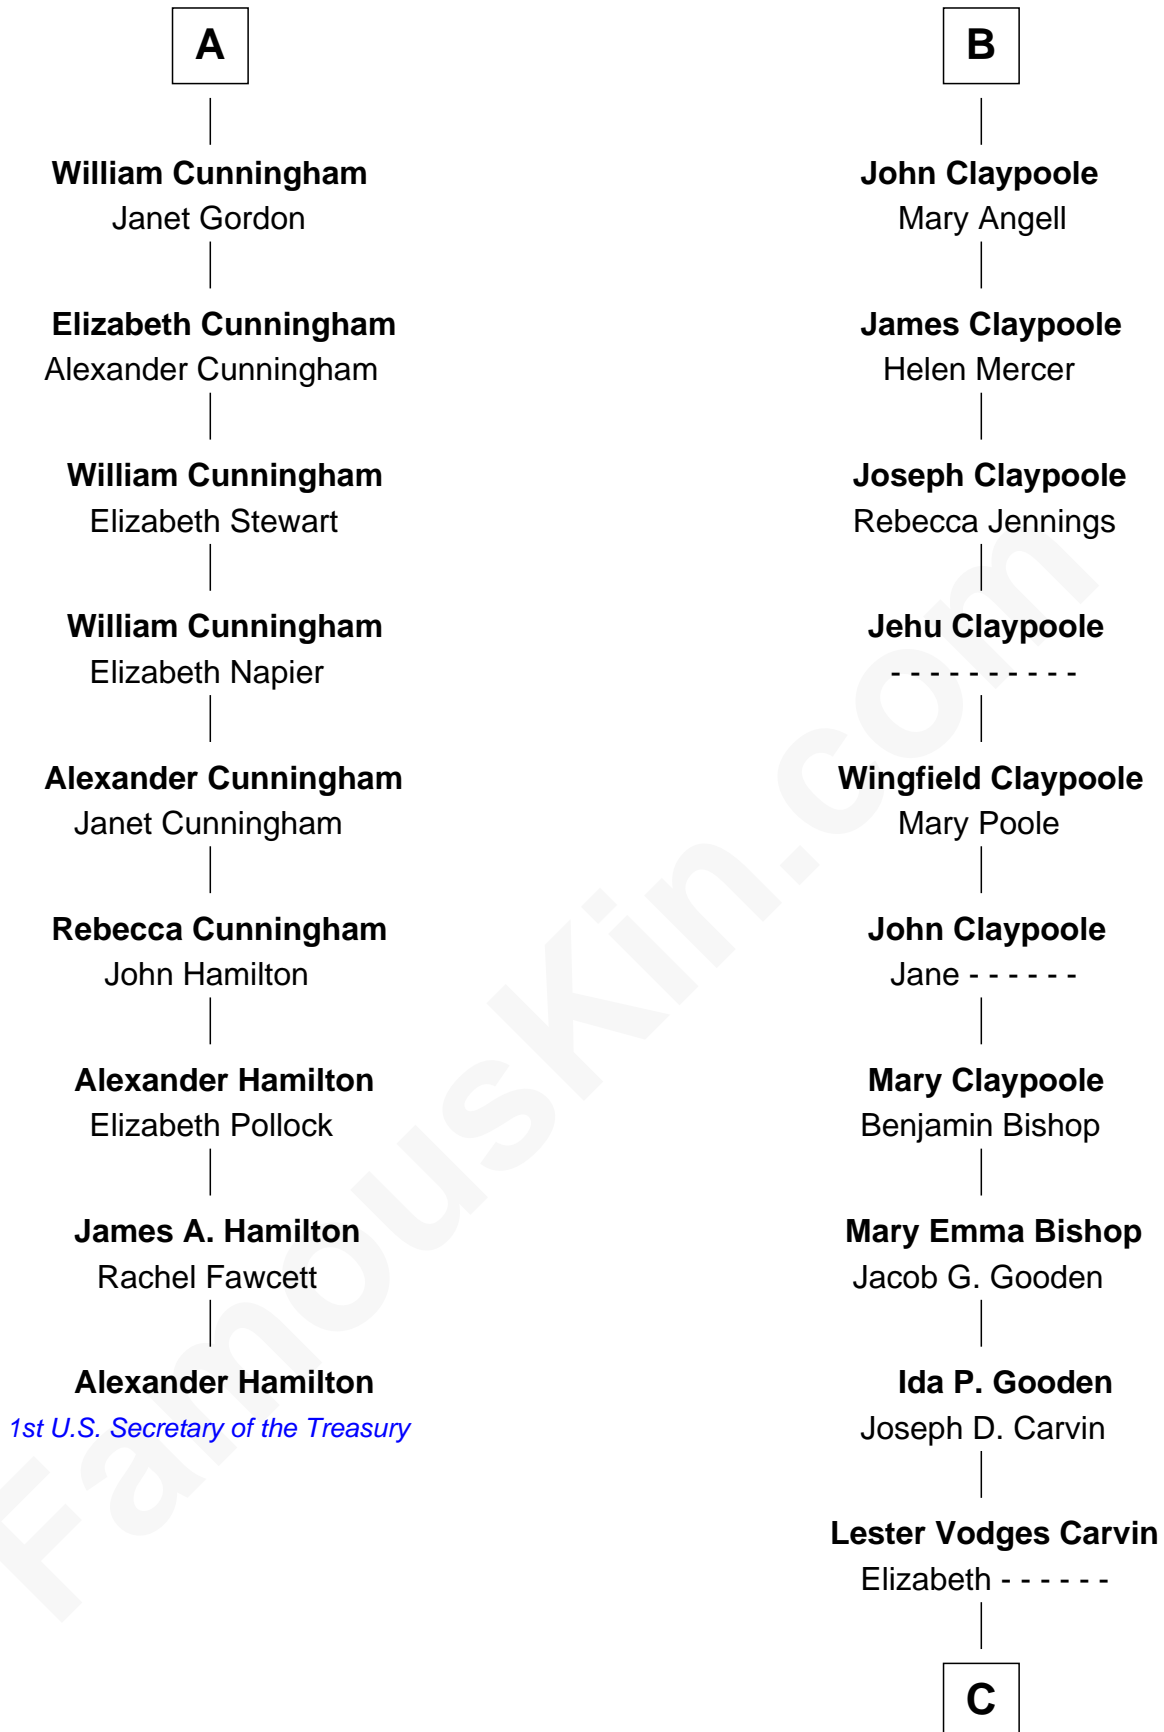 A
William Cunningham
Janet Gordon
Elizabeth Cunningham
Alexander Cunningham
William Cunningham
Elizabeth Stewart
William Cunningham
Elizabeth Napier
Alexander Cunningham
Janet Cunningham
Rebecca Cunningham
John Hamilton
Alexander Hamilton
Elizabeth Pollock
James A. Hamilton
Rachel Fawcett
Alexander Hamilton
1st U.S. Secretary of the Treasury
B
John Claypoole
Mary Angell
James Claypoole
Helen Mercer
Joseph Claypoole
Rebecca Jennings
Jehu Claypoole
- - - - - - - - - -
Wingfield Claypoole
Mary Poole
John Claypoole
Jane - - - - - -
Mary Claypoole
Benjamin Bishop
Mary Emma Bishop
Jacob G. Gooden
Ida P. Gooden
Joseph D. Carvin
Lester Vodges Carvin
Elizabeth - - - - - -
C
FamousKin.com